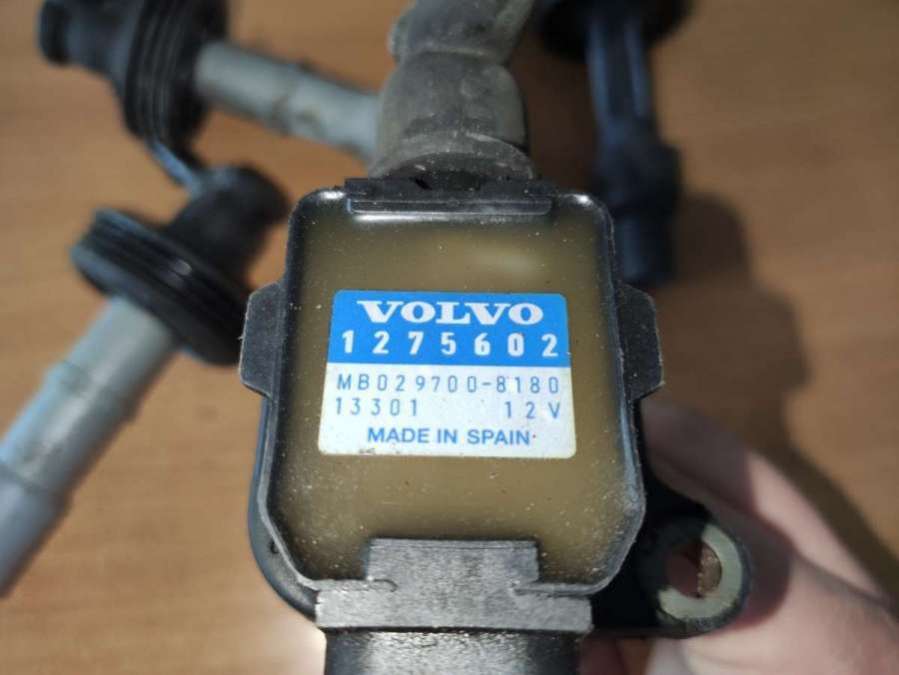 VOLVO
1275602
MB029700-8180
13301 12V
MADE IN SPAIN